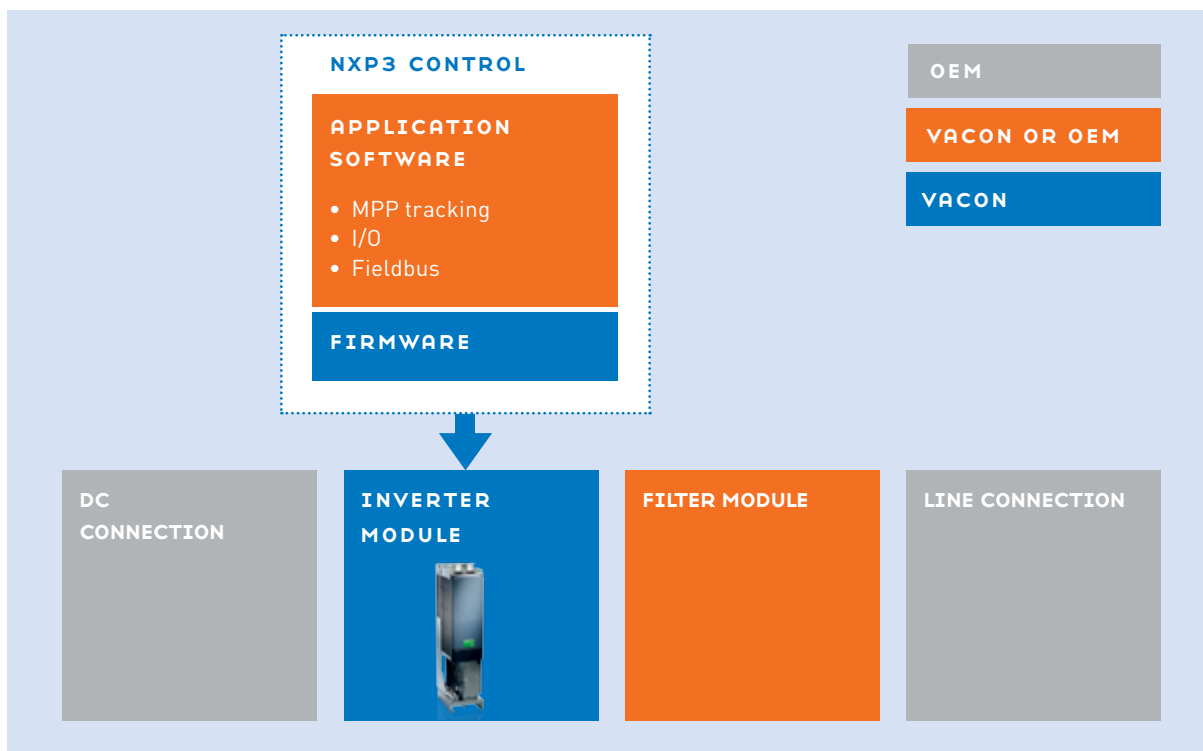 NXP3 CONTROL
APPLICATION
SOFTWARE
• MPP tracking
• I/O
• Fieldbus
FIRMWARE
OEM
VACON OR OEM
VACON
DC
CONNECTION
INVERTER
MODULE
FILTER MODULE
LINE CONNECTION